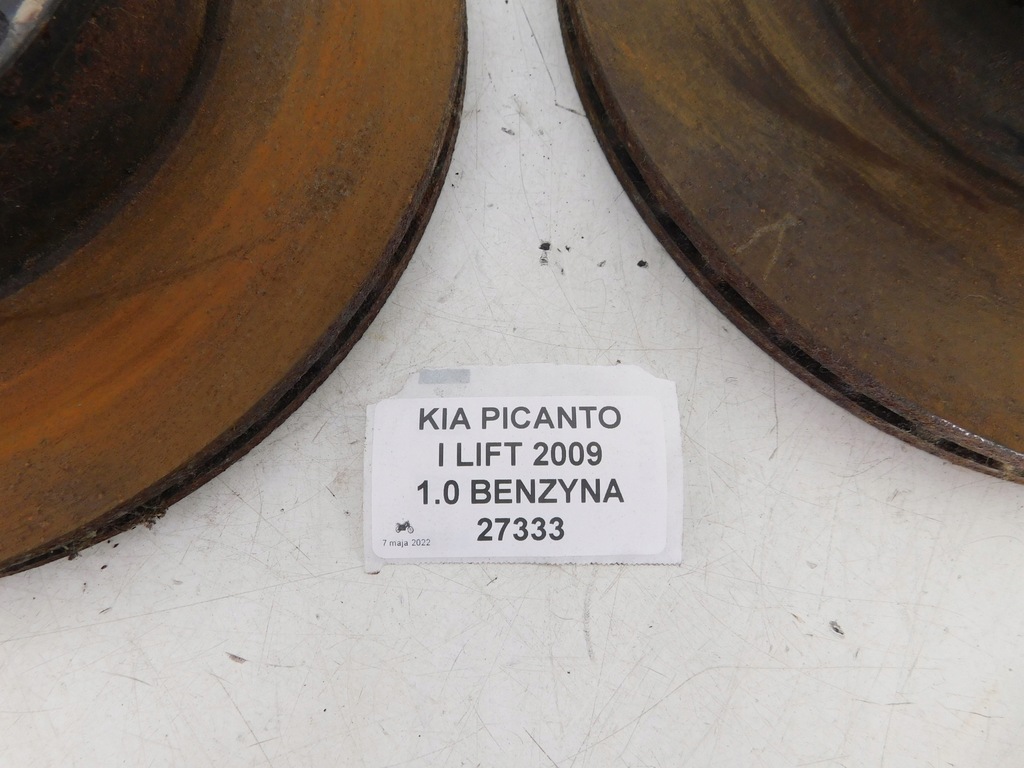 KIA PICANTO
I LIFT 2009
1.0 BENZYNA
27333
7 maja 2022